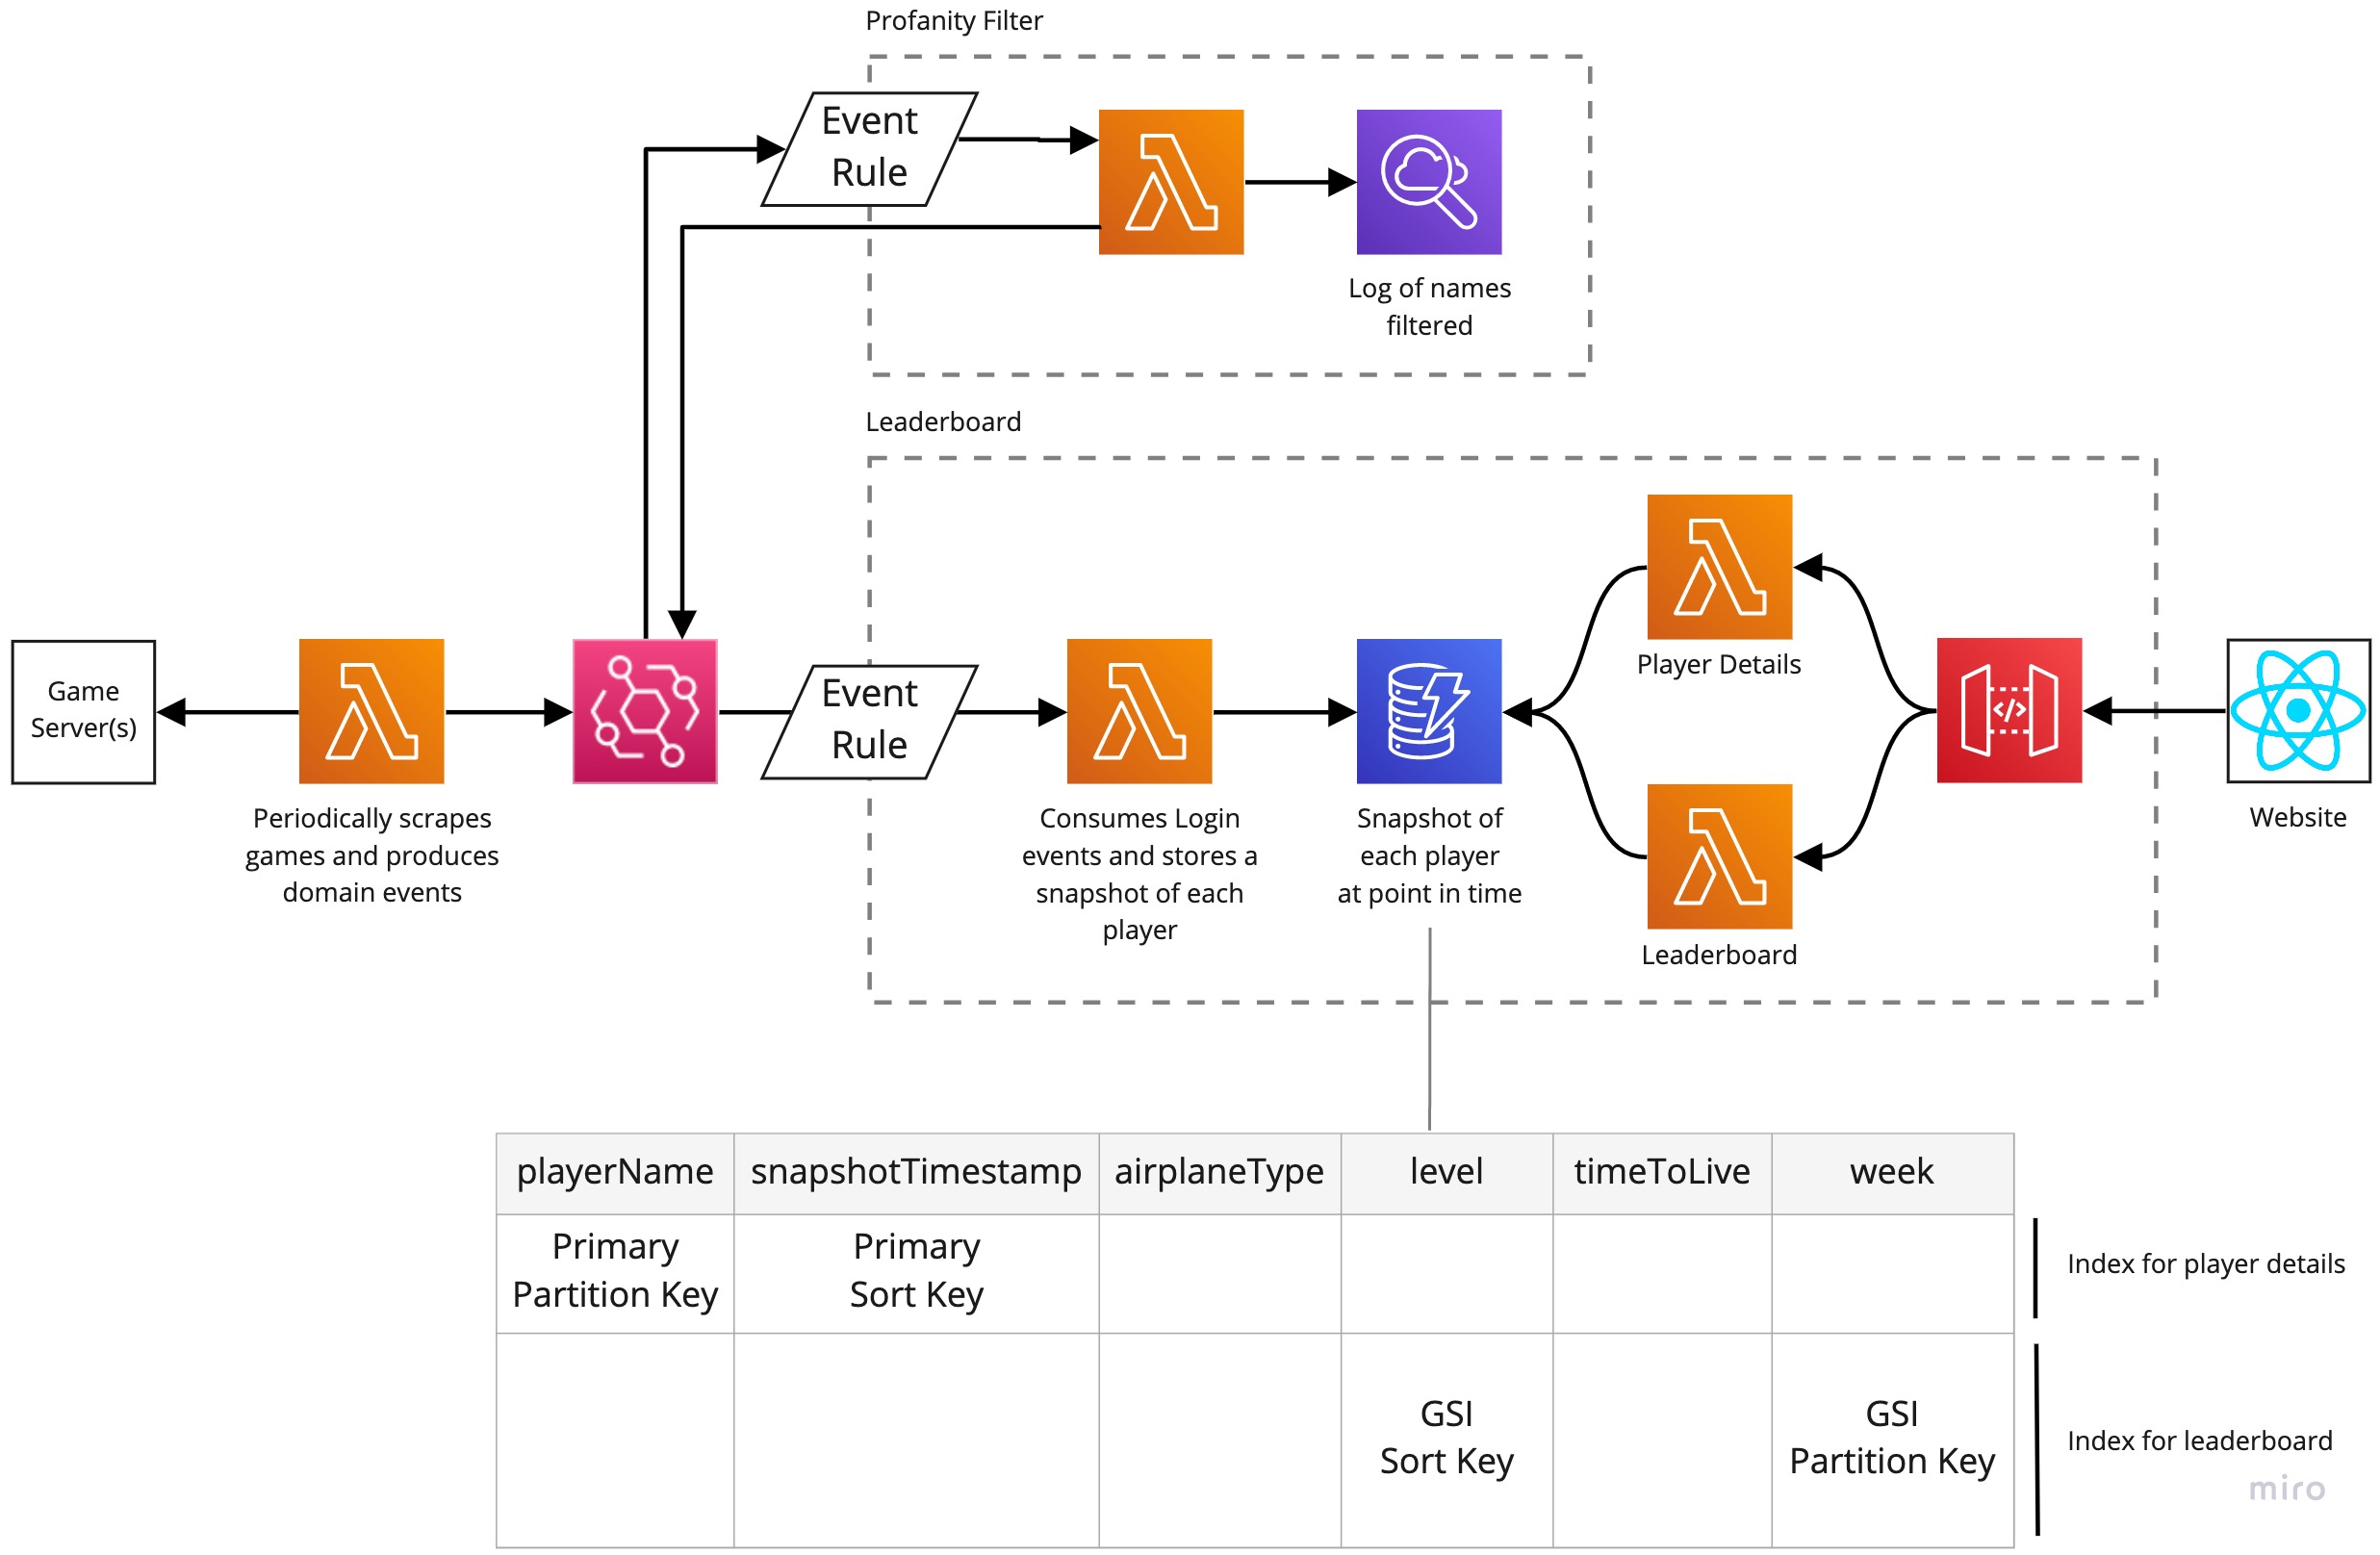 Profanity Filter
Event
Rule
Log of names
filtered
Leaderboard
Game
Server(s)
Periodically scrapes
games and produces
domain events
Event
Rule
Consumes Login
events and stores a
snapshot of each
player
Snapshot of
each player
at point in time
Player Details
Leaderboard
</>
Website
playerName snapshotTimestamp airplaneType level timeToLive week
Primary
Partition Key
Primary
Sort Key
Index for player details
GSI
Sort Key
GSI
Partition Key
Index for leaderboard
miro